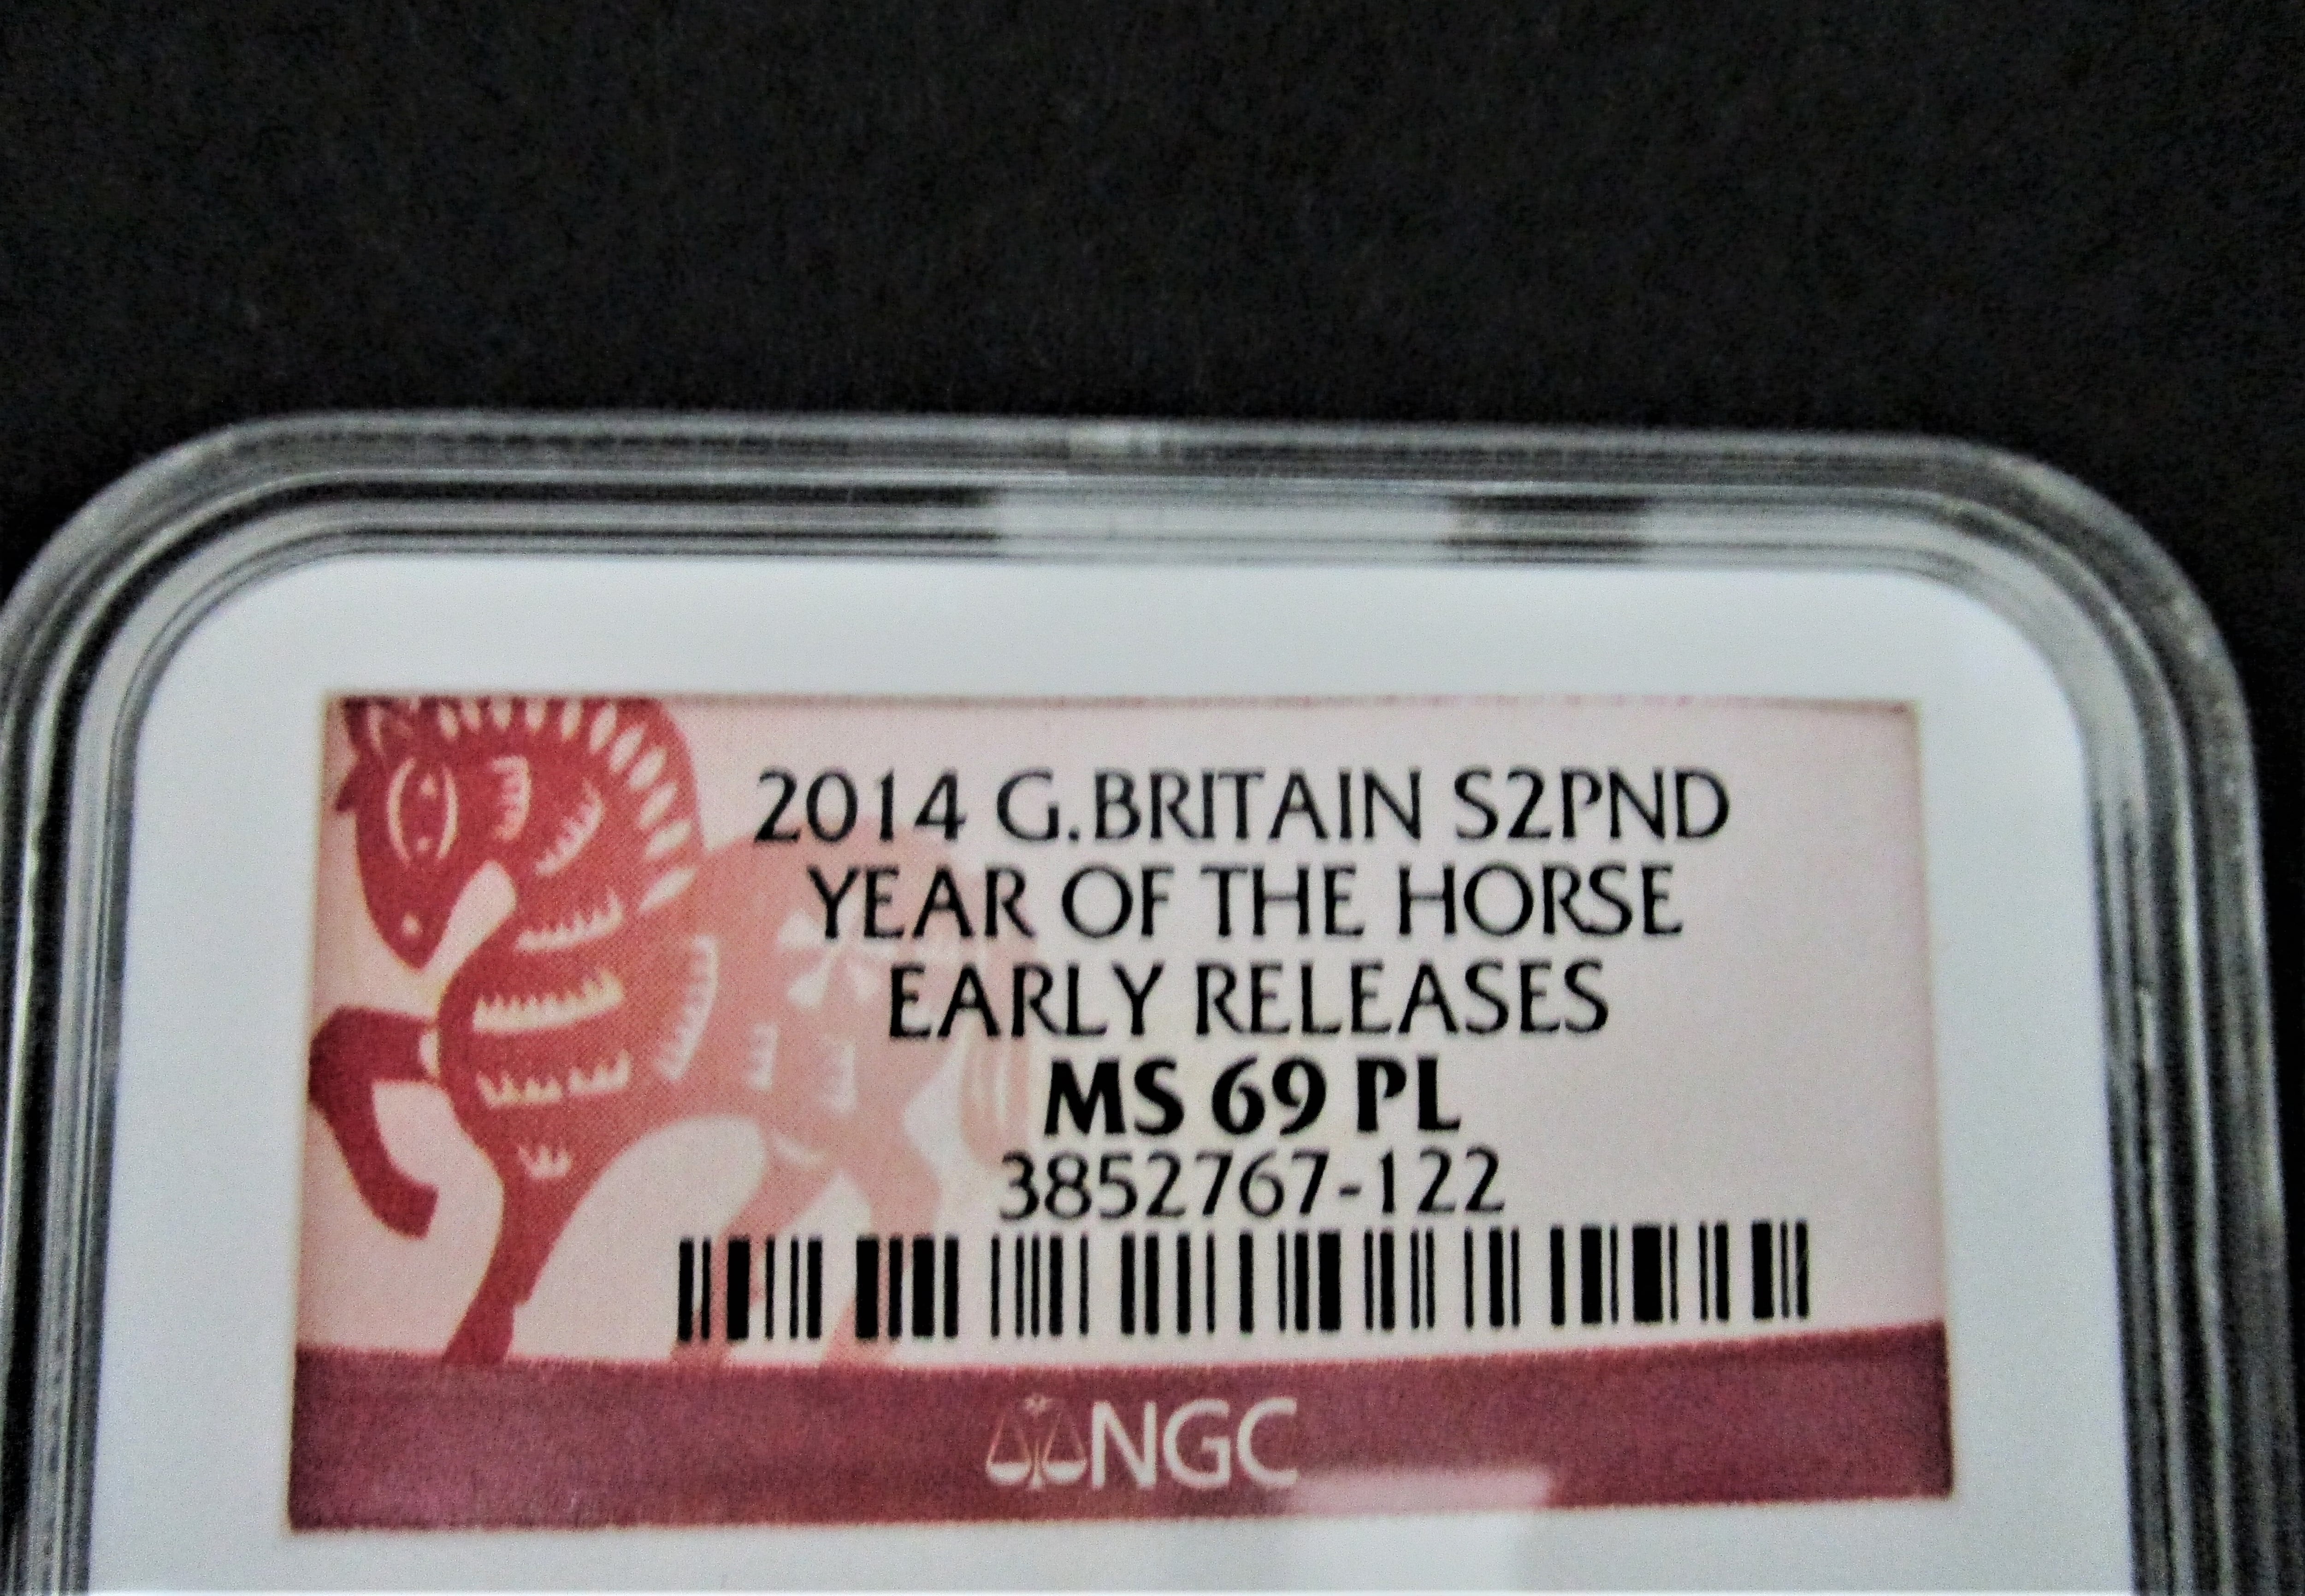 2014 G.BRITAIN S2PND
YEAR OF THE HORSE
EARLY RELEASES
MS 69 PL
3852767-122
NGC